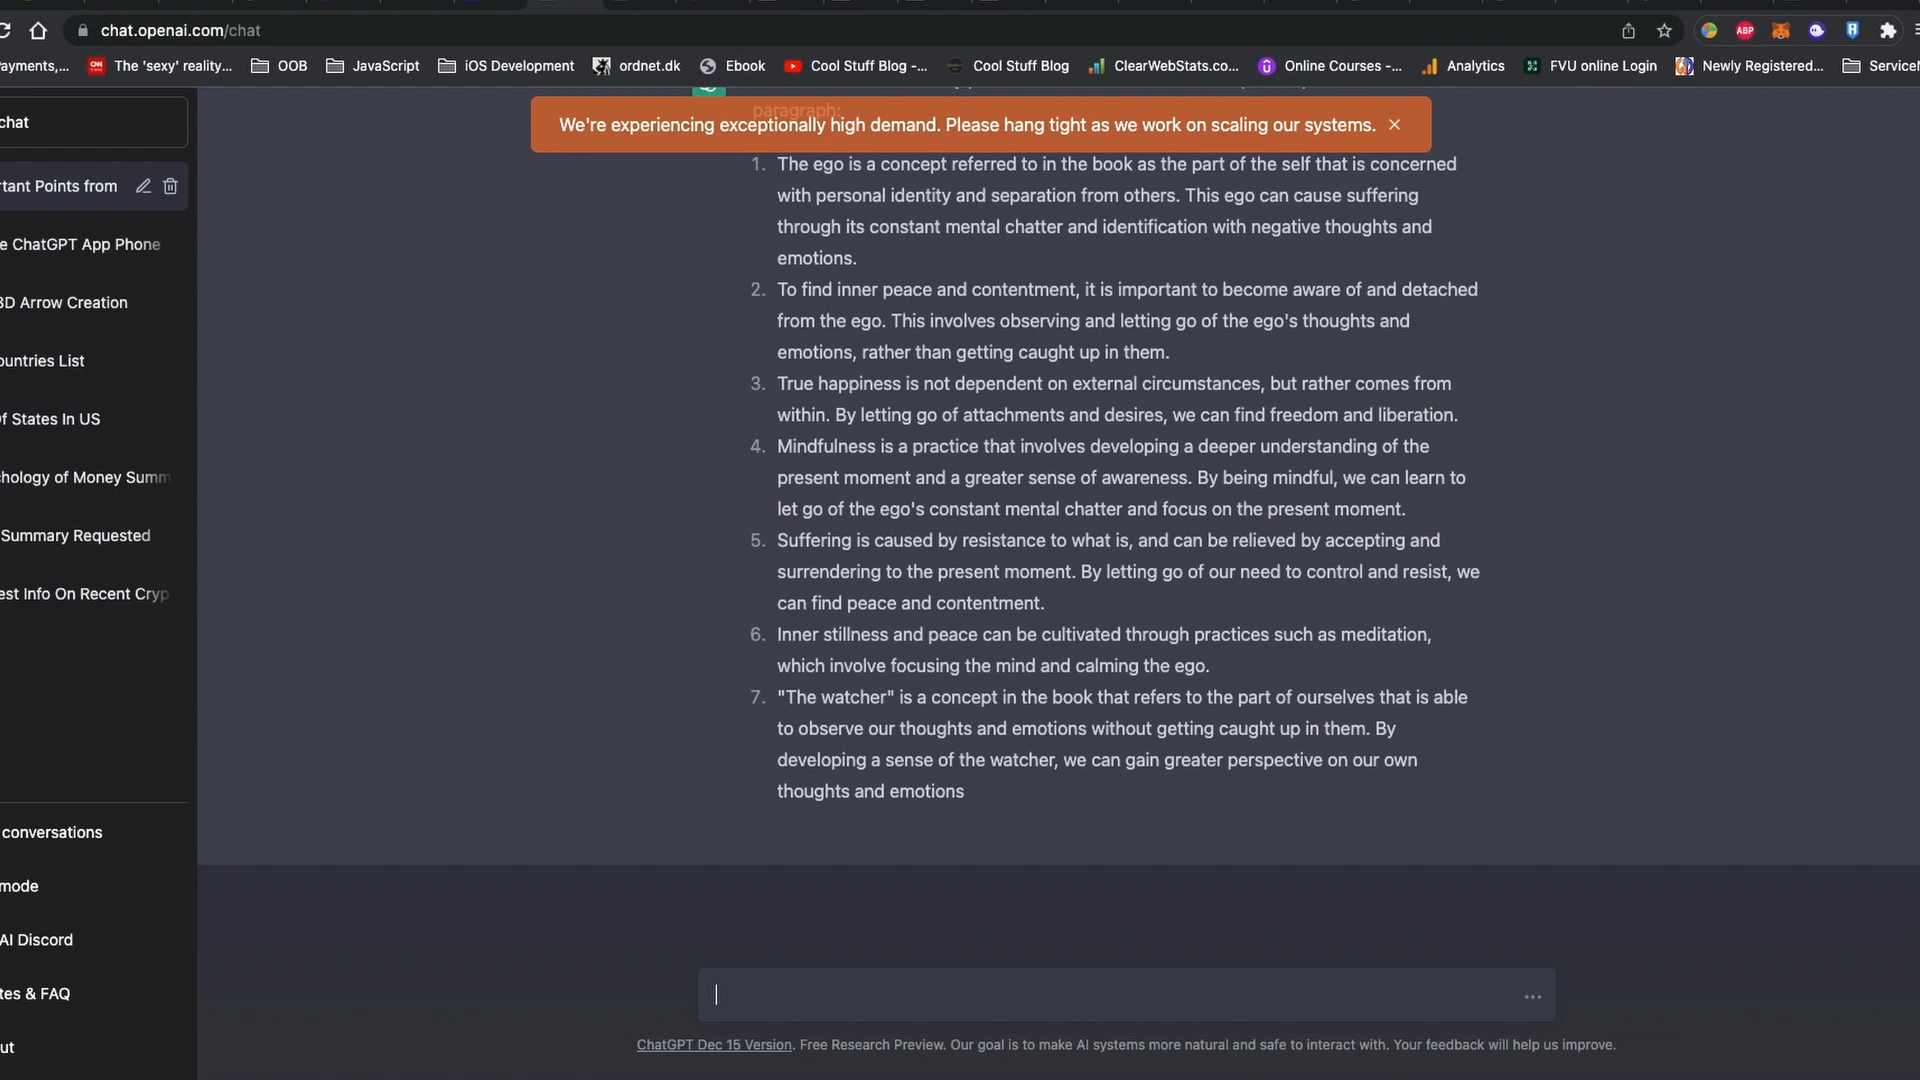 chat.openai.com/chat
ayments,... The 'sexy' reality... OOB JavaScript iOS Development ordnet.dk Ebook Cool Stuff Blog -... Cool Stuff Blog ClearWebStats.co... Online Courses -... Analytics FVU online Login Newly Registered... Service
chat
tant Points from
e ChatGPT App Phone
3D Arrow Creation
ountries List
f States In US
chology of Money Summ
Summary Requested
est Info On Recent Cryp
conversations
mode
AI Discord
tes & FAQ
ut
paragraph:
We're experiencing exceptionally high demand. Please hang tight as we work on scaling our systems. ×
1. The ego is a concept referred to in the book as the part of the self that is concerned
with personal identity and separation from others. This ego can cause suffering
through its constant mental chatter and identification with negative thoughts and
emotions.
2. To find inner peace and contentment, it is important to become aware of and detached
from the ego. This involves observing and letting go of the ego's thoughts and
emotions, rather than getting caught up in them.
3. True happiness is not dependent on external circumstances, but rather comes from
within. By letting go of attachments and desires, we can find freedom and liberation.
4. Mindfulness is a practice that involves developing a deeper understanding of the
present moment and a greater sense of awareness. By being mindful, we can learn to
let go of the ego's constant mental chatter and focus on the present moment.
5. Suffering is caused by resistance to what is, and can be relieved by accepting and
surrendering to the present moment. By letting go of our need to control and resist, we
can find peace and contentment.
6. Inner stillness and peace can be cultivated through practices such as meditation,
which involve focusing the mind and calming the ego.
7. "The watcher" is a concept in the book that refers to the part of ourselves that is able
to observe our thoughts and emotions without getting caught up in them. By
developing a sense of the watcher, we can gain greater perspective on our own
thoughts and emotions
ChatGPT Dec 15 Version. Free Research Preview. Our goal is to make AI systems more natural and safe to interact with. Your feedback will help us improve.